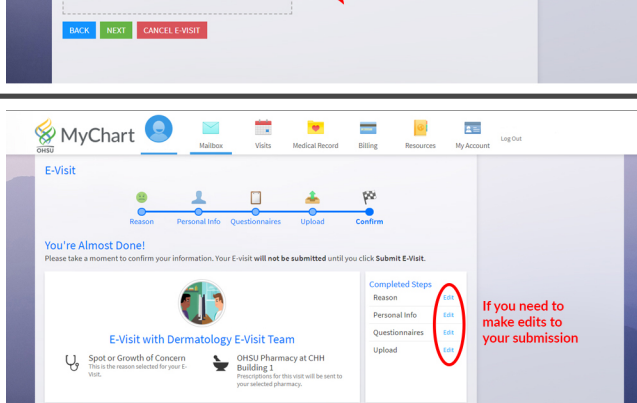 BACK NEXT CANCEL E-VISIT
OHSU MyChart
Mailbox Visits Medical Record Billing Resources My Account Log Out
E-Visit
Reason Personal Info Questionnaires Upload Confirm
You're Almost Done!
Please take a moment to confirm your information. Your E-visit will not be submitted until you click Submit E-Visit.
E-Visit with Dermatology E-Visit Team
Spot or Growth of Concern
This is the reason selected for your E-
Visit.
OHSU Pharmacy at CHH
Building 1
Prescriptions for this visit will be sent to
your selected pharmacy.
Completed Steps
Reason Edit
Personal Info Edit
Questionnaires Edit
Upload Edit
If you need to
make edits to
your submission